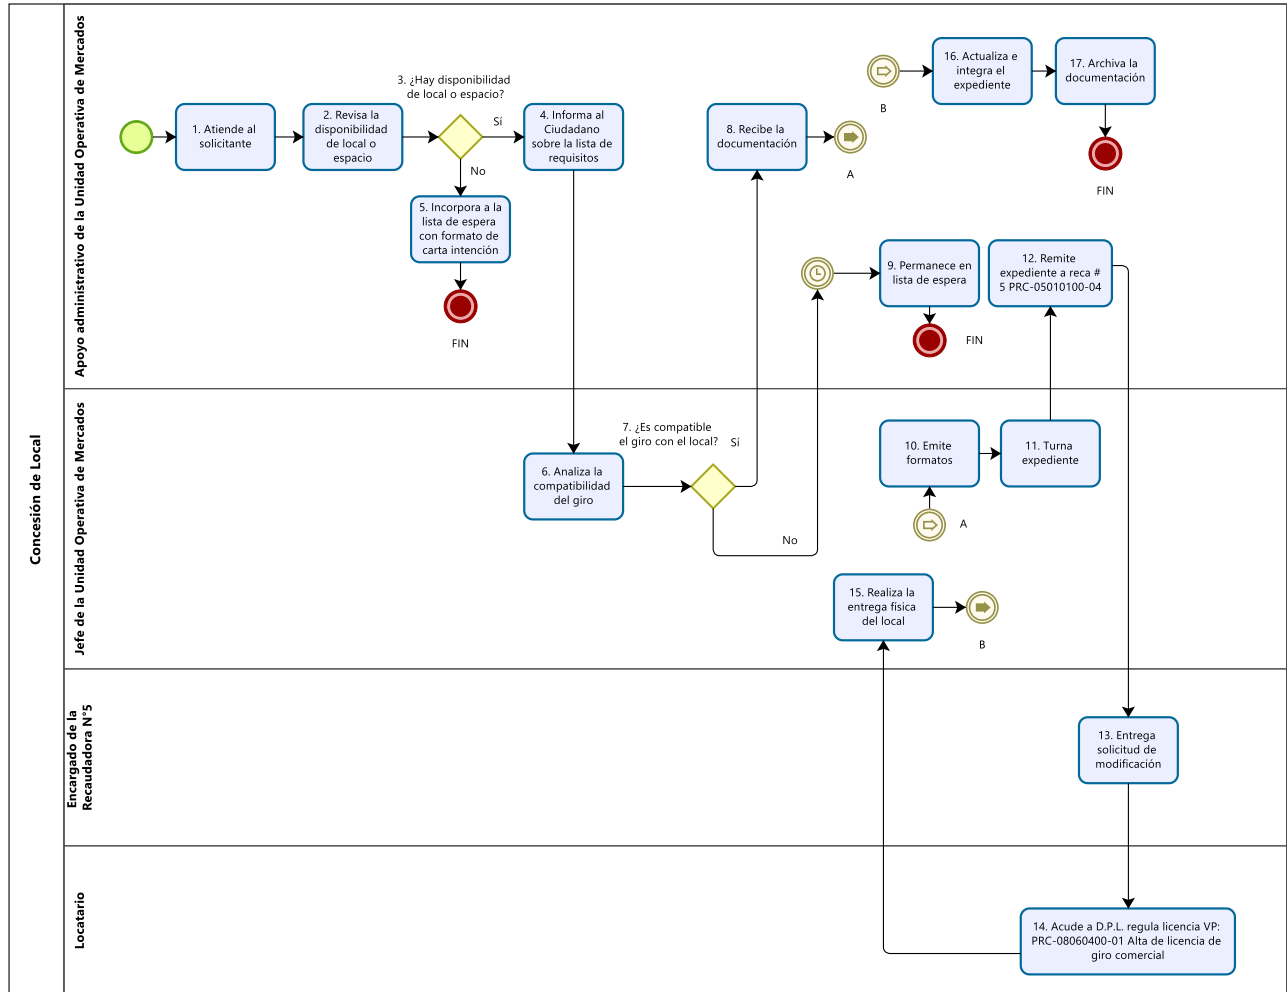 Concesión de Local
Apoyo administrativo de la Unidad Operativa de Mercados
1. Atiende al
solicitante
2. Revisa la
disponibilidad
de local o
espacio
3. ¿Hay disponibilidad
de local o espacio?
Sí
No
4. Informa al
Ciudadano
sobre la lista de
requisitos
5. Incorpora a la
lista de espera
con formato de
carta intención
FIN
8. Recibe la
documentación
A
B
16. Actualiza e
integra el
expediente
17. Archiva la
documentación
FIN
9. Permanece en
lista de espera
FIN
12. Remite
expediente a reca #
5 PRC-05010100-04
Jefe de la Unidad Operativa de Mercados
6. Analiza la
compatibilidad
del giro
7. ¿Es compatible
el giro con el local?
Sí
No
10. Emite
formatos
11. Turna
expediente
A
15. Realiza la
entrega física
del local
B
Encargado de la
Recaudadora N°5
13. Entrega
solicitud de
modificación
Locatario
14. Acude a D.P.L. regula licencia VP:
PRC-08060400-01 Alta de licencia de
giro comercial